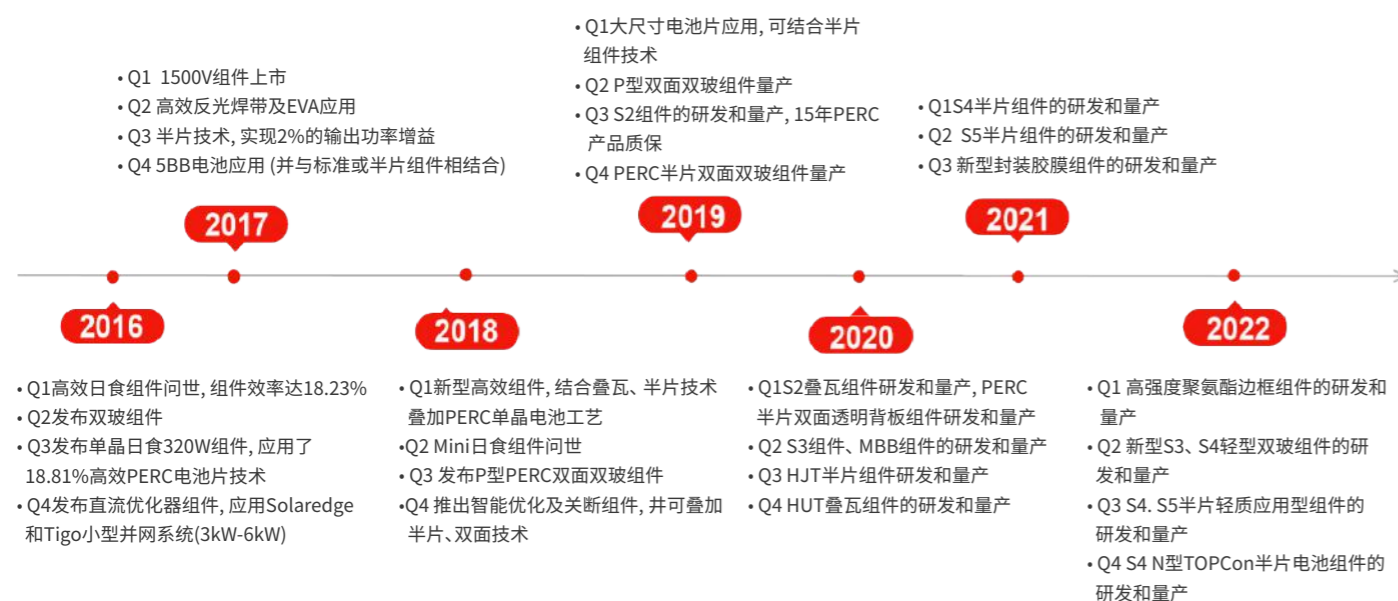 • Q1 1500V组件上市
• Q2 高效反光焊带及EVA应用
• Q3 半片技术, 实现2%的输出功率增益
• Q4 5BB电池应用 (并与标准或半片组件相结合)
2017
• Q1大尺寸电池片应用, 可结合半片
组件技术
• Q2 P型双面双玻组件量产
• Q3 S2组件的研发和量产, 15年PERC
产品质保
• Q4 PERC半片双面双玻组件量产
2019
• Q1S4半片组件的研发和量产
• Q2 S5半片组件的研发和量产
• Q3 新型封装胶膜组件的研发和量产
2021
2016
• Q1高效日食组件问世, 组件效率达18.23%
• Q2发布双玻组件
• Q3发布单晶日食320W组件, 应用了
18.81%高效PERC电池片技术
• Q4发布直流优化器组件, 应用Solaredge
和Tigo小型并网系统(3kW-6kW)
2018
• Q1新型高效组件, 结合叠瓦、半片技术
叠加PERC单晶电池工艺
•Q2 Mini日食组件问世
• Q3 发布P型PERC双面双玻组件
•Q4 推出智能优化及关断组件, 井可叠加
半片、双面技术
2020
• Q1S2叠瓦组件研发和量产, PERC
半片双面透明背板组件研发和量产
• Q2 S3组件、MBB组件的研发和量产
• Q3 HJT半片组件研发和量产
• Q4 HUT叠瓦组件的研发和量产
2022
• Q1 高强度聚氨酯边框组件的研发和
量产
• Q2 新型S3、S4轻型双玻组件的研
发和量产
• Q3 S4. S5半片轻质应用型组件的
研发和量产
• Q4 S4 N型TOPCon半片电池组件的
研发和量产